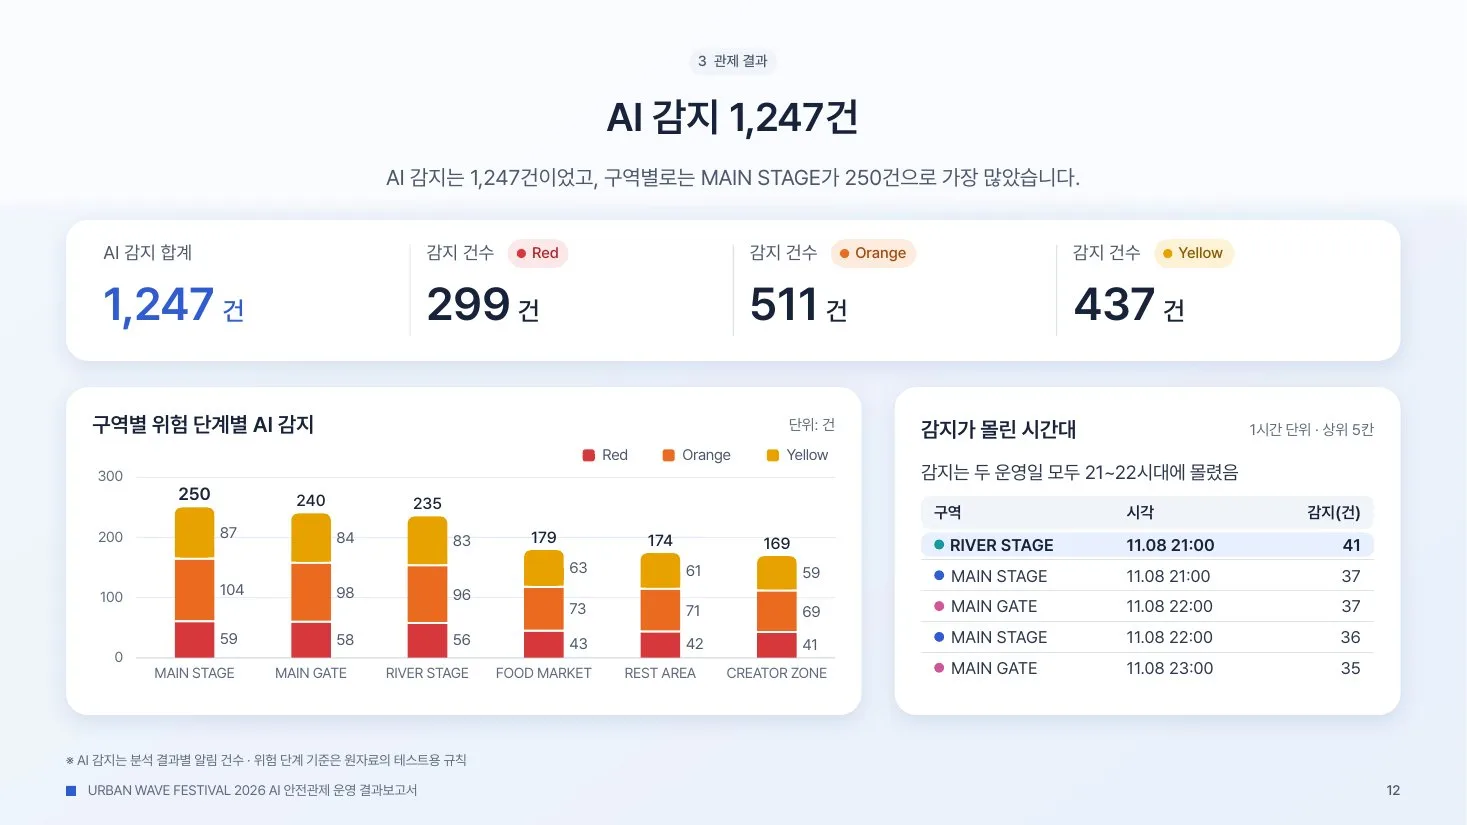 3 관제 결과
AI 감지 1,247건
AI 감지는 1,247건이었고, 구역별로는 MAIN STAGE가 250건으로 가장 많았습니다.
AI 감지 합계
1,247 건
감지 건수 Red
299 건
감지 건수 Orange
511 건
감지 건수 Yellow
437 건
구역별 위험 단계별 AI 감지
단위: 건
Red Orange Yellow
300
200
100
0
250
87
104
59
MAIN STAGE
240
84
98
58
MAIN GATE
235
83
96
56
RIVER STAGE
179
63
73
43
FOOD MARKET
174
61
71
42
REST AREA
169
59
69
41
CREATOR ZONE
감지가 몰린 시간대
1시간 단위 · 상위 5칸
감지는 두 운영일 모두 21~22시대에 몰렸음
구역 시각 감지(건)
RIVER STAGE 11.08 21:00 41
MAIN STAGE 11.08 21:00 37
MAIN GATE 11.08 22:00 37
MAIN STAGE 11.08 22:00 36
MAIN GATE 11.08 23:00 35
※ AI 감지는 분석 결과별 알림 건수 · 위험 단계 기준은 원자료의 테스트용 규칙
URBAN WAVE FESTIVAL 2026 AI 안전관제 운영 결과보고서
12